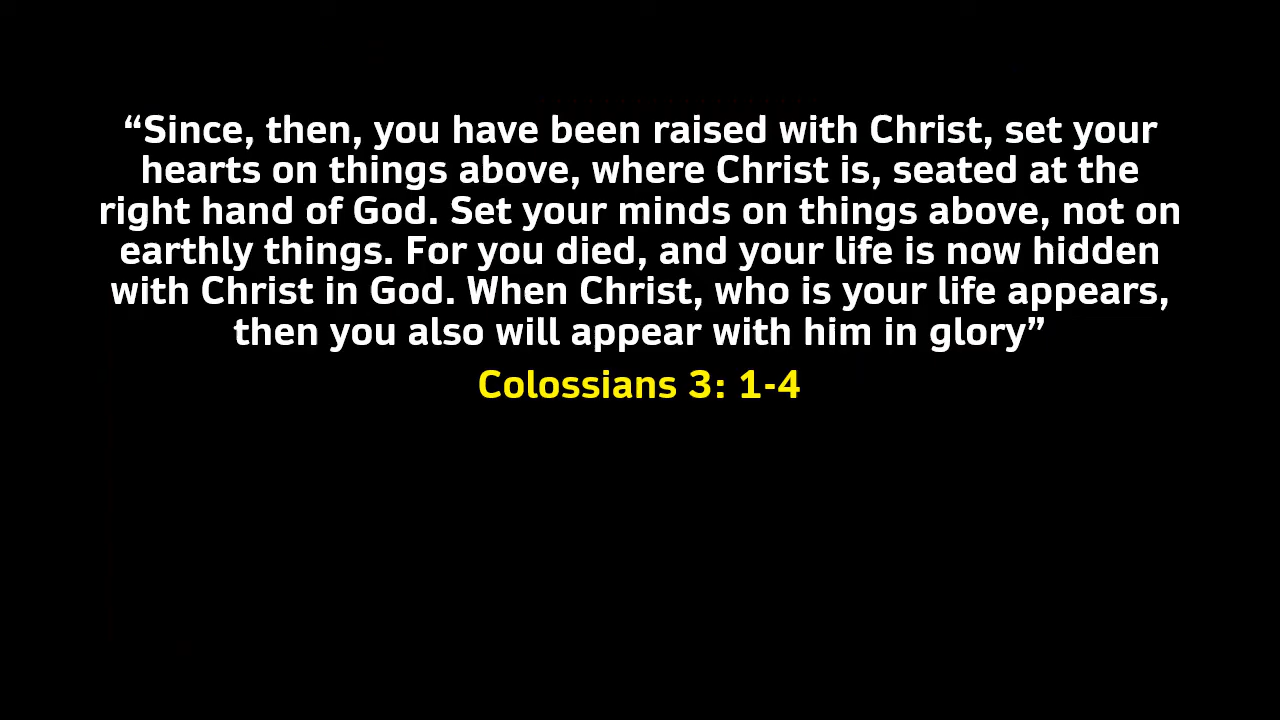 “Since, then, you have been raised with Christ, set your
hearts on things above, where Christ is, seated at the
right hand of God. Set your minds on things above, not on
earthly things. For you died, and your life is now hidden
with Christ in God. When Christ, who is your life appears,
then you also will appear with him in glory”
Colossians 3: 1-4